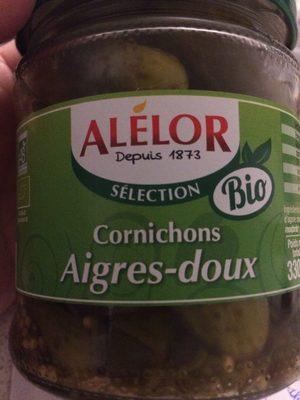 ALÉLOR
Depuis 1873
SÉLECTION
Bio
Cornichons
Aigres-doux